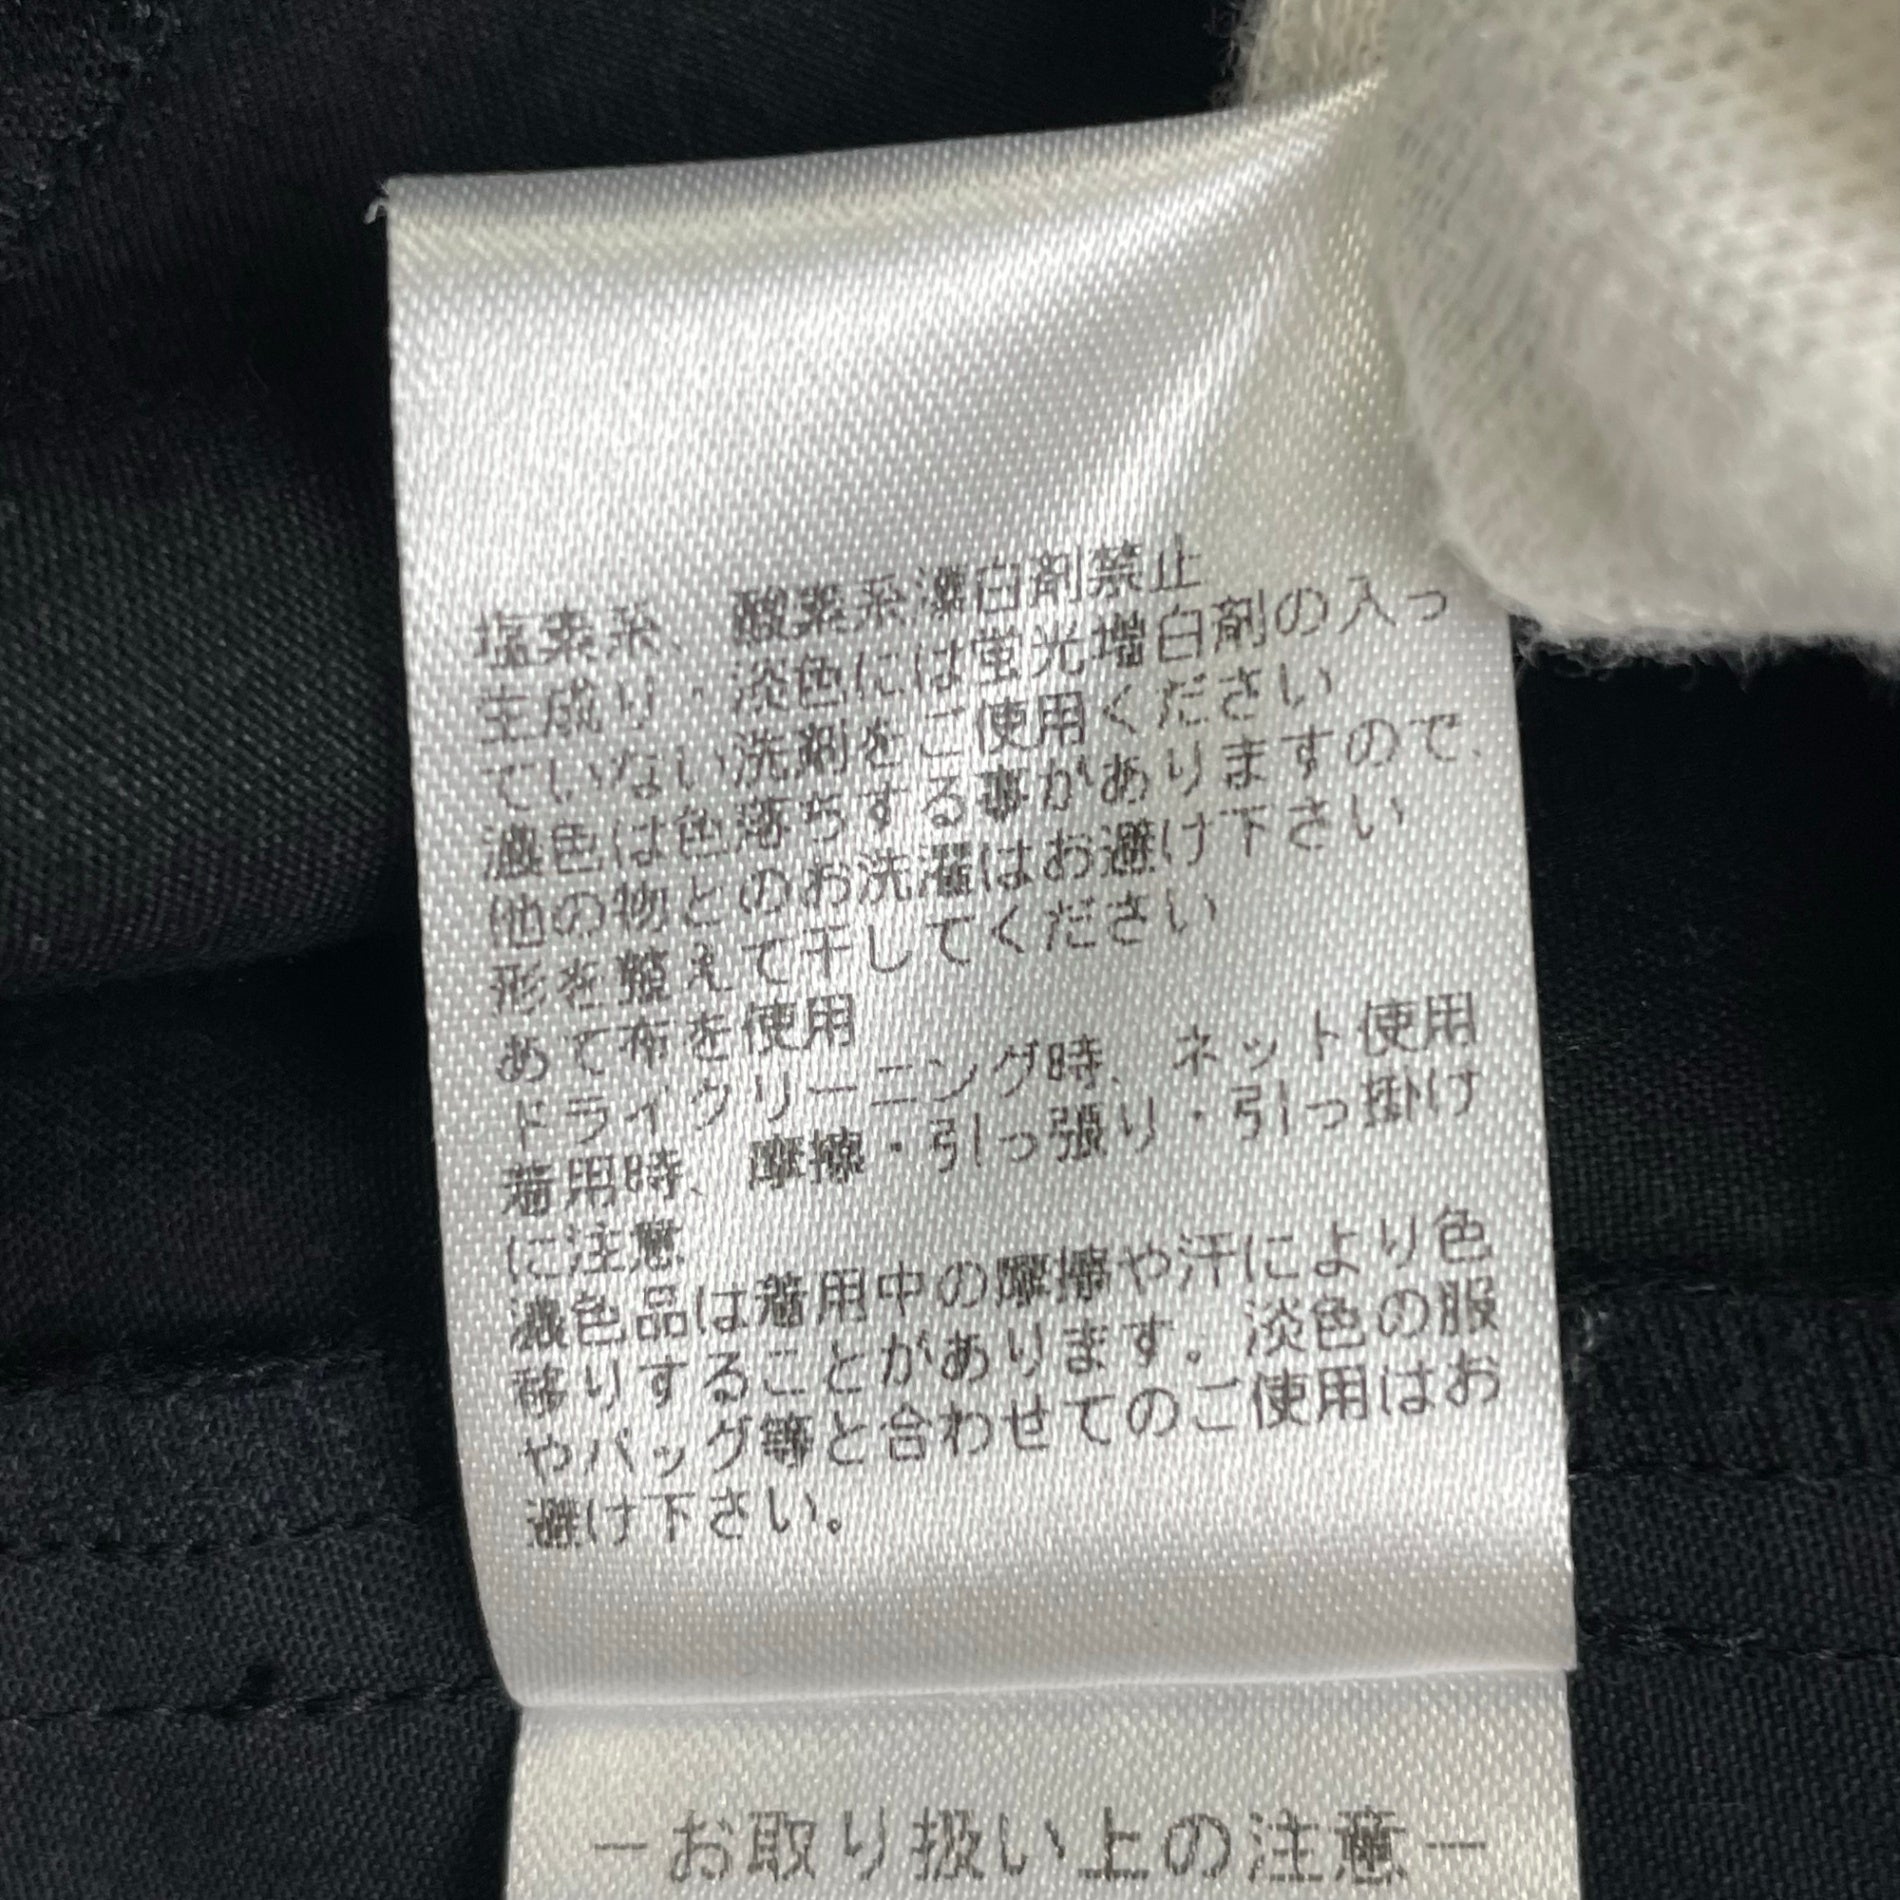 塩素系、酸素系漂白剤禁止
生成り・淡色には蛍光増白剤の入っ
ていない洗剤をご使用ください
濃色は色落ちする事がありますので、
他の物とのお洗濯はお避け下さい
形を整えて干してください
あて布を使用
ドライクリーニング時、ネット使用
着用時、摩擦・引っ張り・引っ掛け
に注意
濃色品は着用中の摩擦や汗により色
移りすることがあります。淡色の服
やバッグ等と合わせてのご使用はお
避け下さい。
－お取り扱い上の注意－